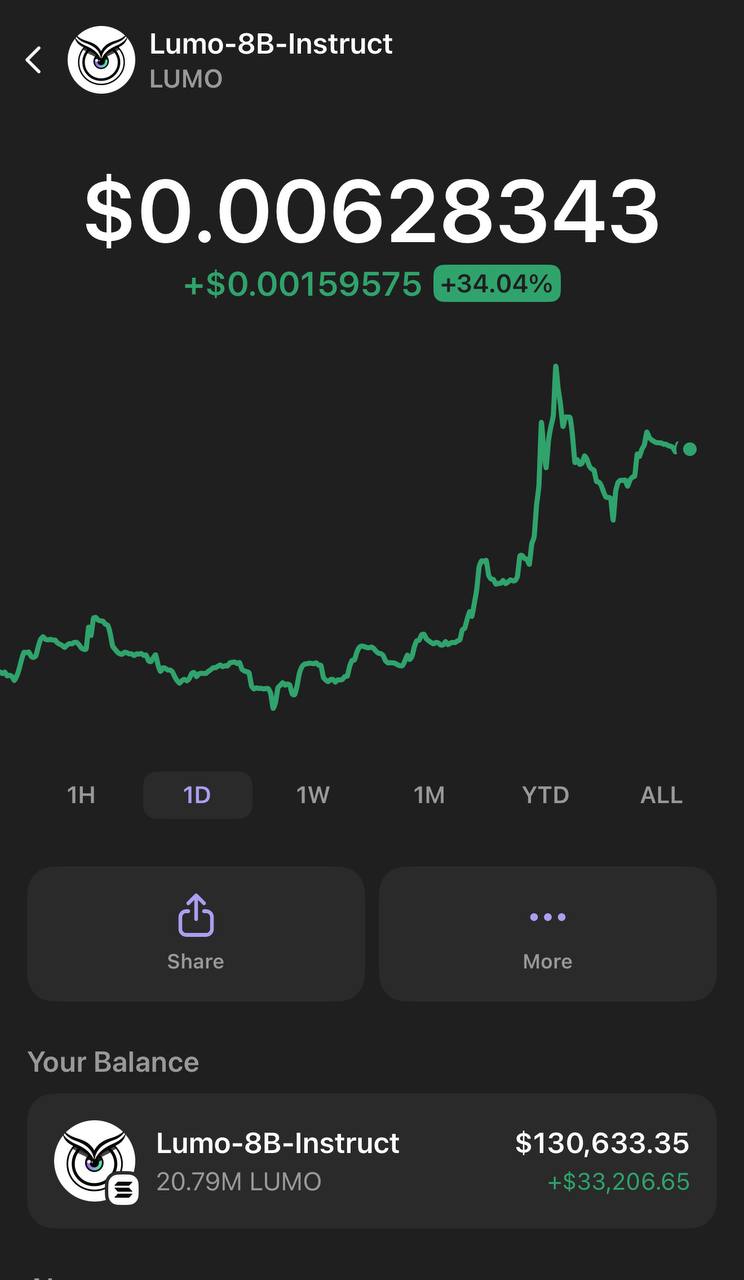 Lumo-8B-Instruct
LUMO
$0.00628343
+$0.00159575 +34.04%
1H 1D 1W 1M YTD ALL
Share More
Your Balance
Lumo-8B-Instruct $130,633.35
20.79M LUMO +$33,206.65